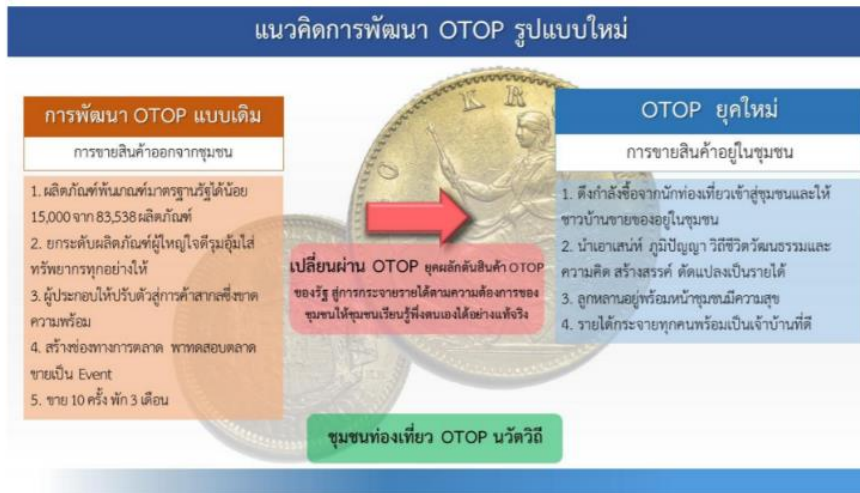 แนวคิดการพัฒนา OTOP รูปแบบใหม่
การพัฒนา OTOP แบบเดิม
การขายสินค้าออกจากชุมชน
1. ผลิตภัณฑ์พ้นเกณฑ์มาตรฐานรัฐได้น้อย
15,000 จาก 83,538 ผลิตภัณฑ์
2. ยกระดับผลิตภัณฑ์ผู้ใหญ่ใจดีรุมอุ้มใส่
ทรัพยากรทุกอย่างให้
3. ผู้ประกอบให้ปรับตัวสู่การค้าสากลซึ่งขาด
ความพร้อม
4. สร้างช่องทางการตลาด พาทดสอบตลาด
ขายเป็น Event
5. ขาย 10 ครั้ง พัก 3 เดือน
เปลี่ยนผ่าน OTOP ยุคผลักดันสินค้า OTOP
ของรัฐ สู่การกระจายรายได้ตามความต้องการของ
ชุมชนให้ชุมชนเรียนรู้พึ่งตนเองได้อย่างแท้จริง
OTOP ยุคใหม่
การขายสินค้าอยู่ในชุมชน
1. ดึงกำลังซื้อจากนักท่องเที่ยวเข้าสู่ชุมชนและให้
ชาวบ้านขายของอยู่ในชุมชน
2. นำเอาเสน่ห์ ภูมิปัญญา วิถีชีวิตวัฒนธรรมและ
ความคิด สร้างสรรค์ ดัดแปลงเป็นรายได้
3. ลูกหลานอยู่พร้อมหน้าชุมชนมีความสุข
4. รายได้กระจายทุกคนพร้อมเป็นเจ้าบ้านที่ดี
ชุมชนท่องเที่ยว OTOP นวัตวิถี